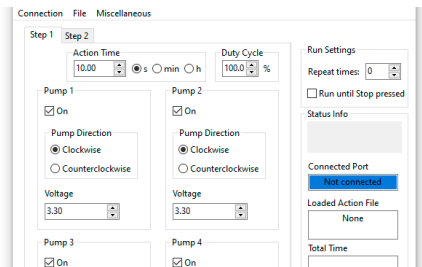 Connection File Miscellaneous
Step 1 Step 2
Action Time
10.00 s min h
Duty Cycle
100.0 %
Pump 1
On
Pump Direction
Clockwise
Counterclockwise
Voltage
3.30
Pump 2
On
Pump Direction
Clockwise
Counterclockwise
Voltage
3.30
Pump 3
On
Pump 4
On
Run Settings
Repeat times: 0
Run until Stop pressed
Status Info
Connected Port
Not connected
Loaded Action File
None
Total Time